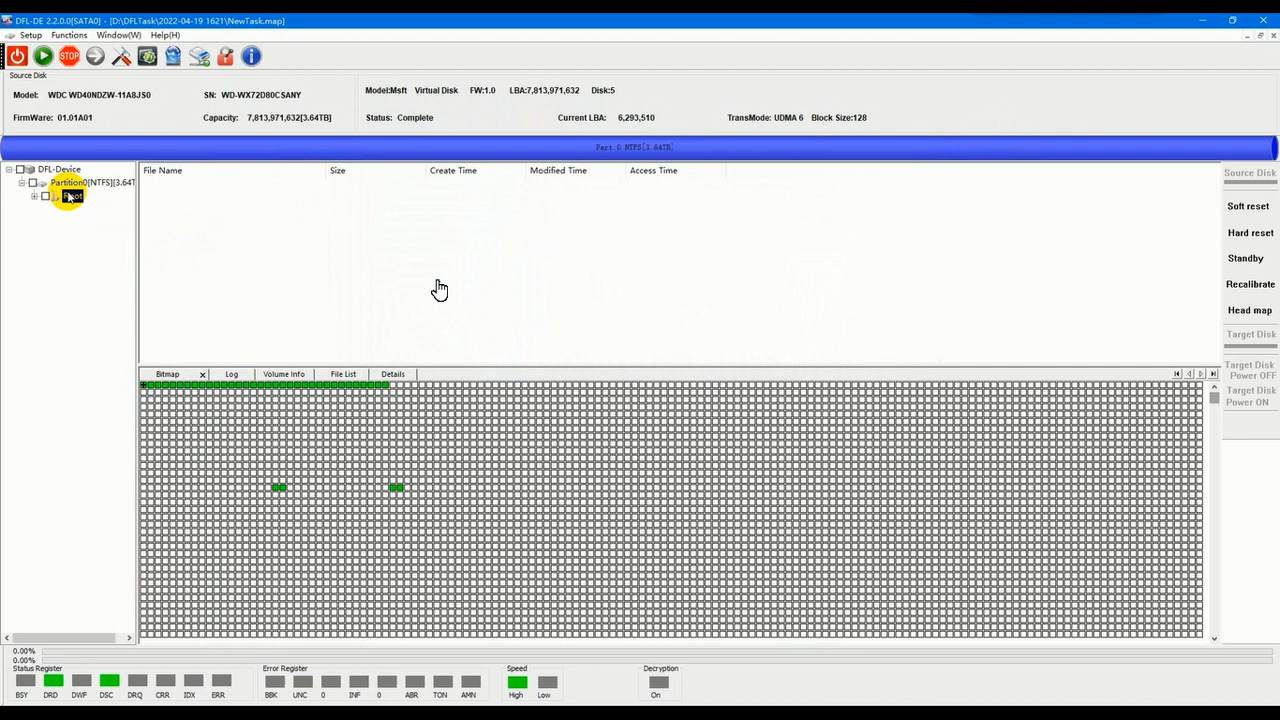 DFL-DE 2.2.0.0[SATA0] - [D:\DFLTask\2022-04-19 1621\NewTask.map]
Setup Functions Window(W) Help(H)
STOP
Source Disk
Model: WDC WD40NDZW-11A8JS0 SN: WD-WX72D80CSANY Model:Msft Virtual Disk FW:1.0 LBA:7,813,971,632 Disk:5
FirmWare: 01.01A01 Capacity: 7,813,971,632[3.64TB] Status: Complete Current LBA: 6,293,510 TransMode: UDMA 6 Block Size:128
Part 0 NTFS[3.64TB]
DFL-Device
Partition0[NTFS][3.64T
Root
File Name Size Create Time Modified Time Access Time
Source Disk
Soft reset
Hard reset
Standby
Recalibrate
Head map
Target Disk
Target Disk
Power OFF
Target Disk
Power ON
Bitmap x Log Volume Info File List Details
0.00%
0.00%
Status Register Error Register Speed Decryption
BSY DRD DWF DSC DRQ CRR IDX ERR BBK UNC 0 INF 0 ABR TON AMN High Low On